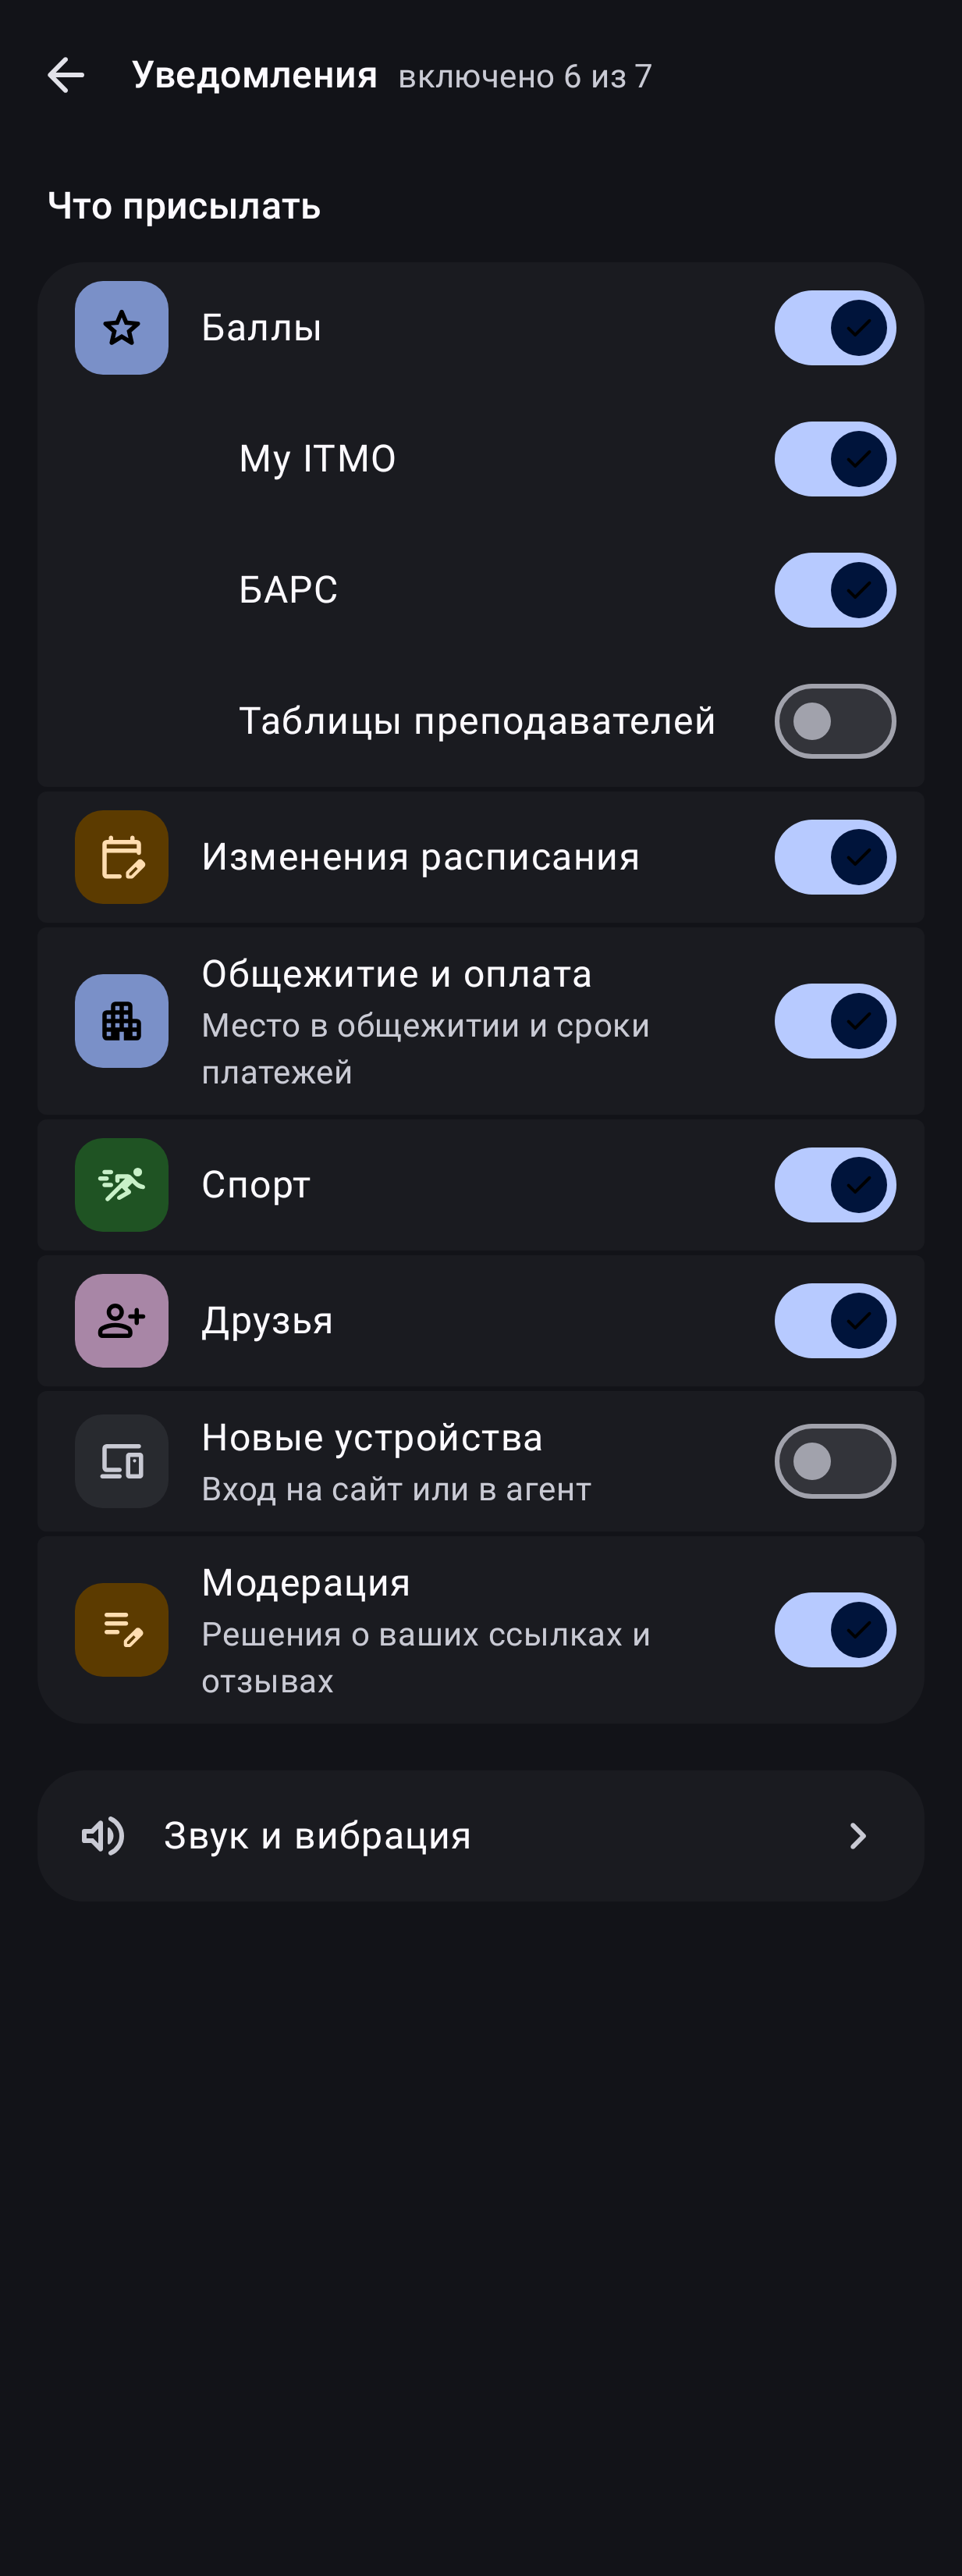 Уведомления включено 6 из 7
Что присылать
Баллы
My ITMO
БАРС
Таблицы преподавателей
Изменения расписания
Общежитие и оплата
Место в общежитии и сроки
платежей
Спорт
Друзья
Новые устройства
Вход на сайт или в агент
Модерация
Решения о ваших ссылках и
отзывах
Звук и вибрация